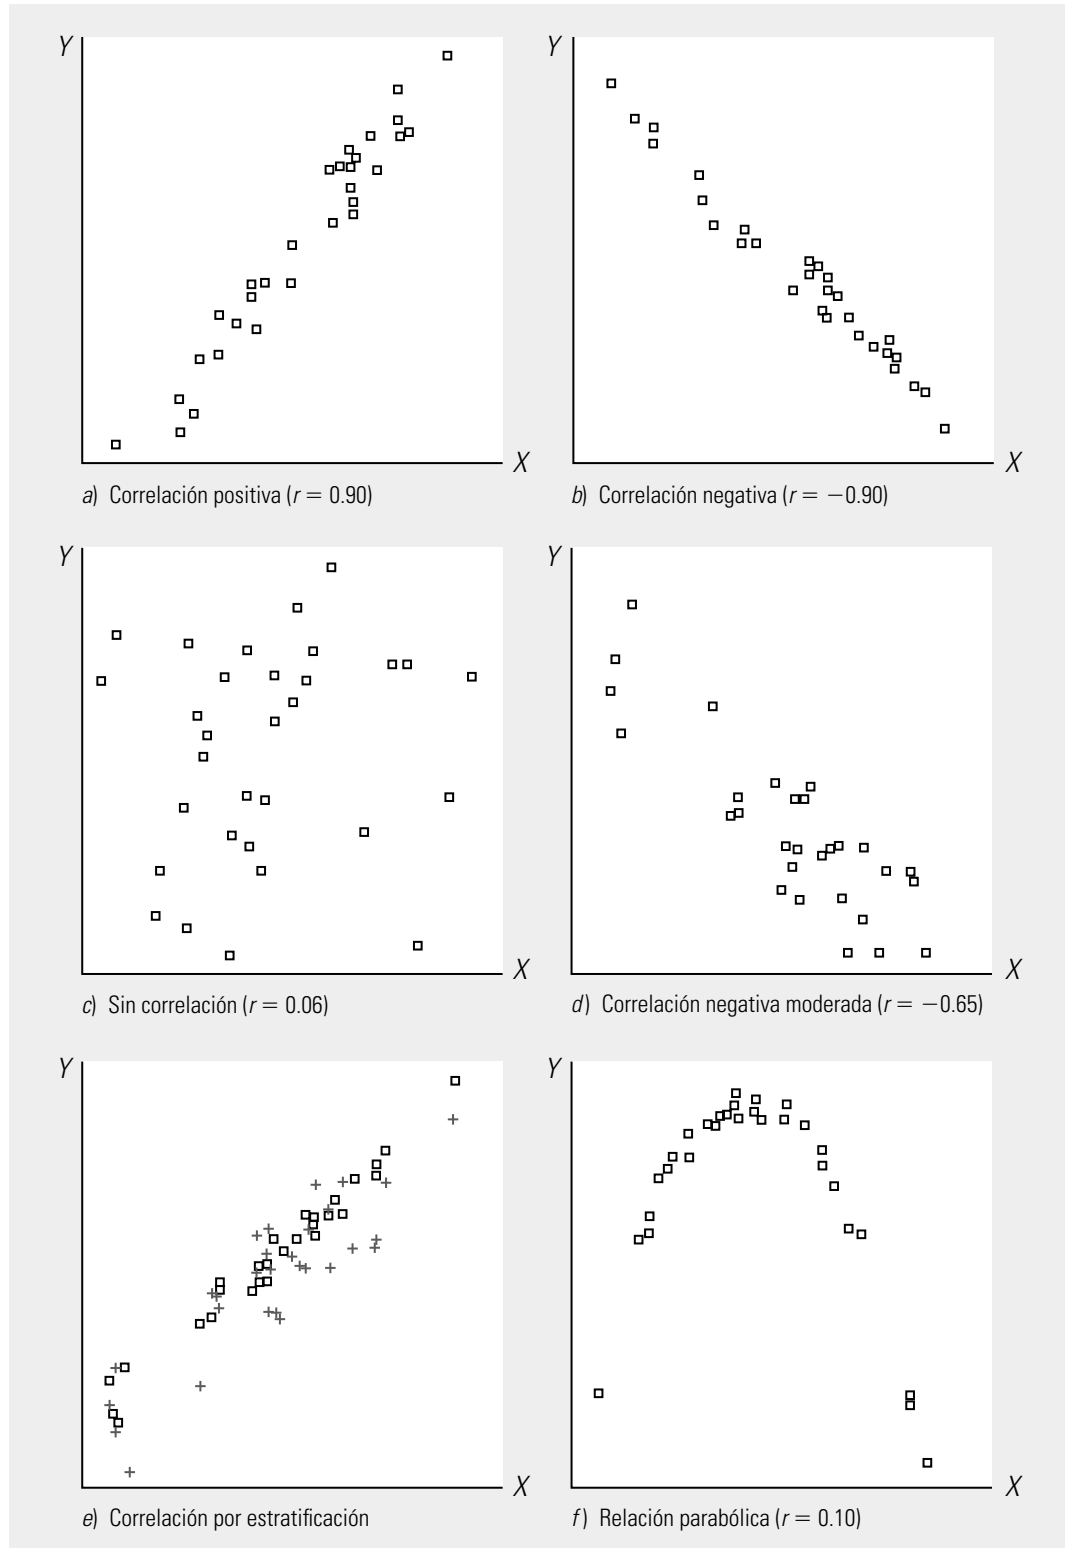 Y Y
X X
a) Correlación positiva (r = 0.90)
b) Correlación negativa (r = −0.90)
Y Y
X X
c) Sin correlación (r = 0.06)
d) Correlación negativa moderada (r = −0.65)
Y Y
X X
e) Correlación por estratificación
f) Relación parabólica (r = 0.10)